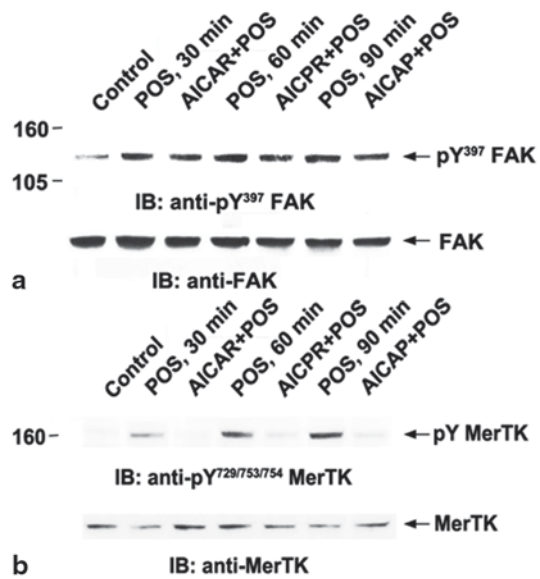 Control
POS, 30 min
AICAR+POS
POS, 60 min
AICPR+POS
POS, 90 min
AICAP+POS
160
pY397 FAK
105
IB: anti-pY397 FAK
FAK
a
IB: anti-FAK
Control
POS, 30 min
AICAR+POS
POS, 60 min
AICPR+POS
POS, 90 min
AICAP+POS
160
pY MerTK
IB: anti-pY729/753/754 MerTK
MerTK
b
IB: anti-MerTK